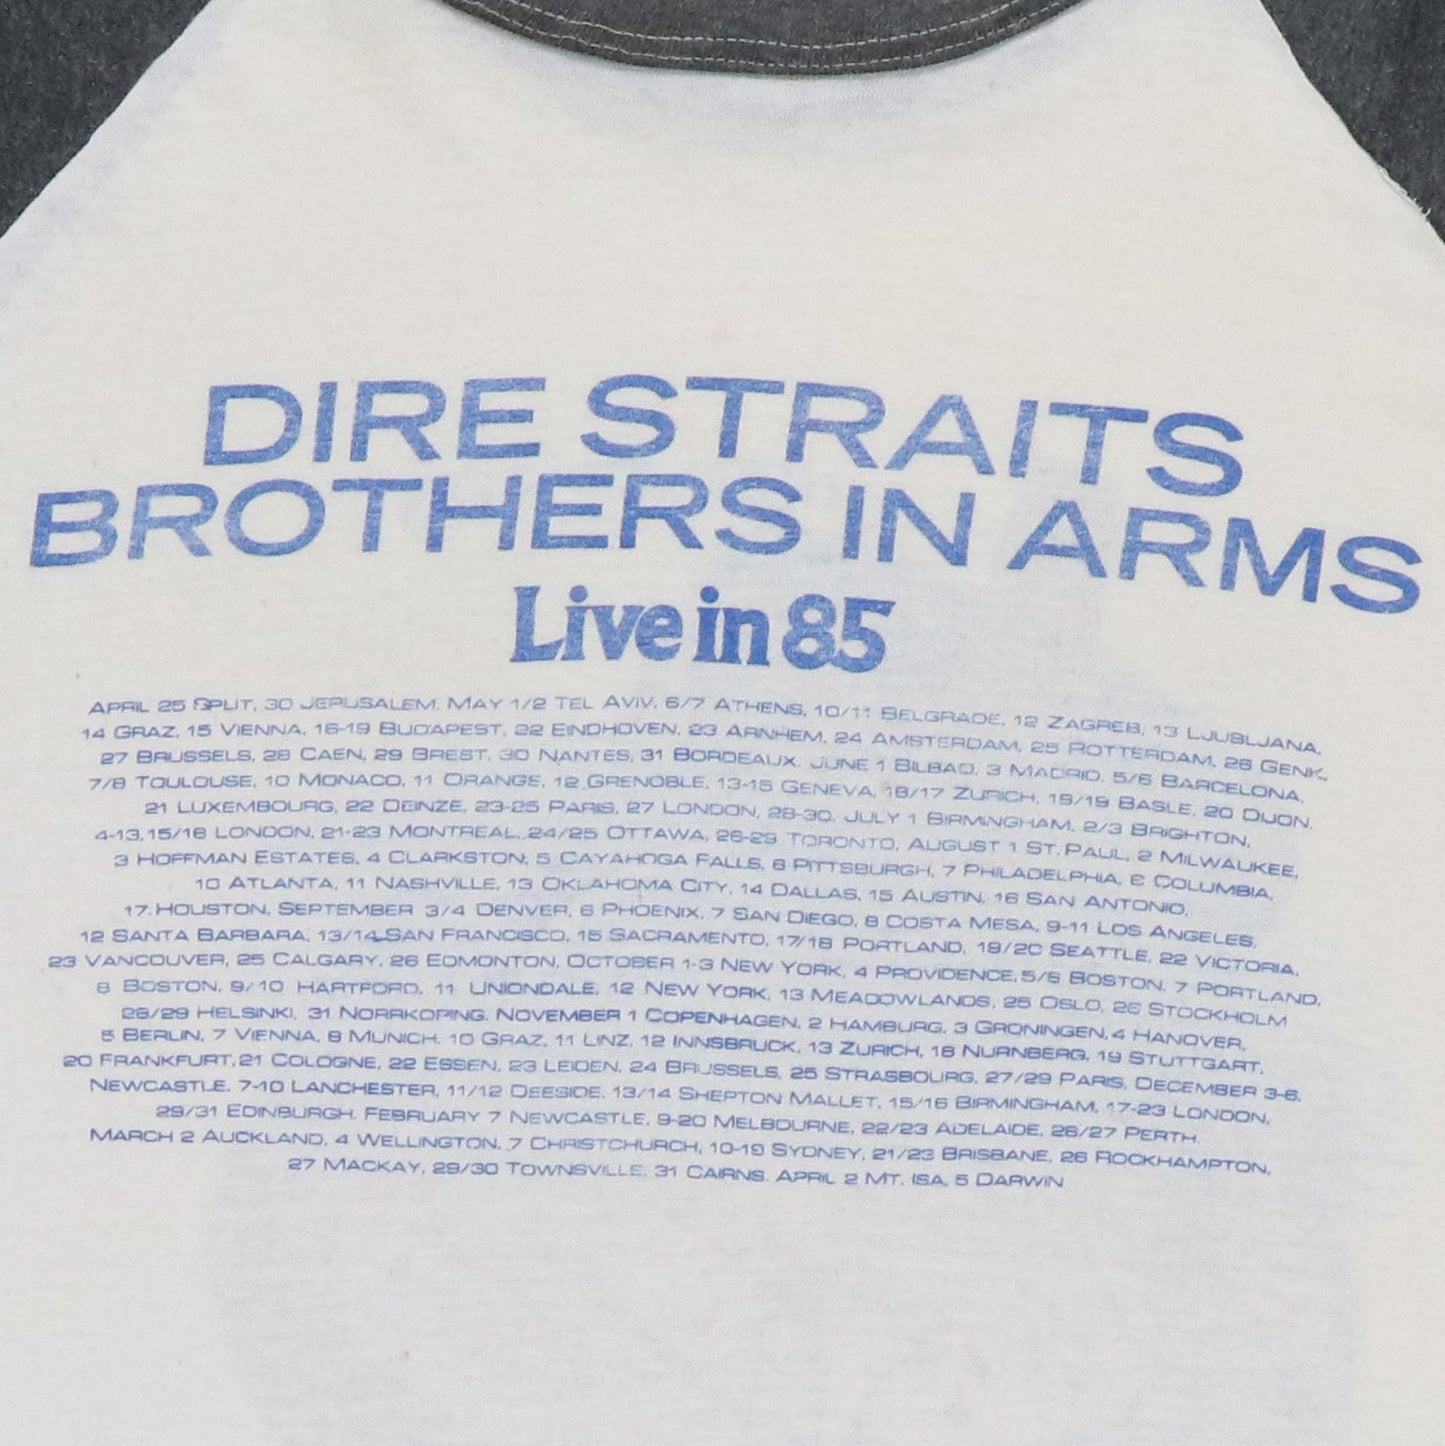 DIRE STRAITS
BROTHERS IN ARMS
Live in 85
APRIL 25 SPLIT, 30 JERUSALEM. MAY 1/2 TEL AVIV, 6/7 ATHENS, 10/11 BELGRADE, 12 ZAGREB, 13 LJUBLJANA,
14 GRAZ, 15 VIENNA, 16-19 BUDAPEST, 22 EINDHOVEN, 23 ARNHEM, 24 AMSTERDAM, 25 ROTTERDAM, 26 GENK,
27 BRUSSELS, 28 CAEN, 29 BREST, 30 NANTES, 31 BORDEAUX. JUNE 1 BILBAO, 3 MADRID, 5/6 BARCELONA,
7/8 TOULOUSE, 10 MONACO, 11 ORANGE, 12 GRENOBLE, 13-15 GENEVA, 16/17 ZURICH, 18/19 BASLE, 20 DIJON,
21 LUXEMBOURG, 22 DEINZE, 23-25 PARIS, 27 LONDON, 28-30. JULY 1 BIRMINGHAM, 2/3 BRIGHTON,
4-13,15/16 LONDON, 21-23 MONTREAL, 24/25 OTTAWA, 26-29 TORONTO, AUGUST 1 ST. PAUL, 2 MILWAUKEE,
3 HOFFMAN ESTATES, 4 CLARKSTON, 5 CAYAHOGA FALLS, 6 PITTSBURGH, 7 PHILADELPHIA, 8 COLUMBIA,
10 ATLANTA, 11 NASHVILLE, 13 OKLAHOMA CITY, 14 DALLAS, 15 AUSTIN, 16 SAN ANTONIO,
17 HOUSTON, SEPTEMBER 3/4 DENVER, 6 PHOENIX, 7 SAN DIEGO, 8 COSTA MESA, 9-11 LOS ANGELES,
12 SANTA BARBARA, 13/14 SAN FRANCISCO, 15 SACRAMENTO, 17/18 PORTLAND, 19/20 SEATTLE, 22 VICTORIA,
23 VANCOUVER, 25 CALGARY, 26 EDMONTON, OCTOBER 1-3 NEW YORK, 4 PROVIDENCE, 5/6 BOSTON, 7 PORTLAND,
8 BOSTON, 9/10 HARTFORD, 11 UNIONDALE, 12 NEW YORK, 13 MEADOWLANDS, 25 OSLO, 26 STOCKHOLM
28/29 HELSINKI, 31 NORRKOPING. NOVEMBER 1 COPENHAGEN, 2 HAMBURG, 3 GRONINGEN, 4 HANOVER,
5 BERLIN, 7 VIENNA, 8 MUNICH, 10 GRAZ, 11 LINZ, 12 INNSBRUCK, 13 ZURICH, 18 NURNBERG, 19 STUTTGART,
20 FRANKFURT, 21 COLOGNE, 22 ESSEN, 23 LEIDEN, 24 BRUSSELS, 25 STRASBOURG, 27/29 PARIS, DECEMBER 3-6,
NEWCASTLE. 7-10 LANCHESTER, 11/12 DEESIDE, 13/14 SHEPTON MALLET, 15/16 BIRMINGHAM, 17-23 LONDON,
29/31 EDINBURGH. FEBRUARY 7 NEWCASTLE, 9-20 MELBOURNE, 22/23 ADELAIDE, 26/27 PERTH.
MARCH 2 AUCKLAND, 4 WELLINGTON, 7 CHRISTCHURCH, 10-19 SYDNEY, 21/23 BRISBANE, 26 ROCKHAMPTON,
27 MACKAY, 29/30 TOWNSVILLE, 31 CAIRNS. APRIL 2 MT. ISA, 5 DARWIN